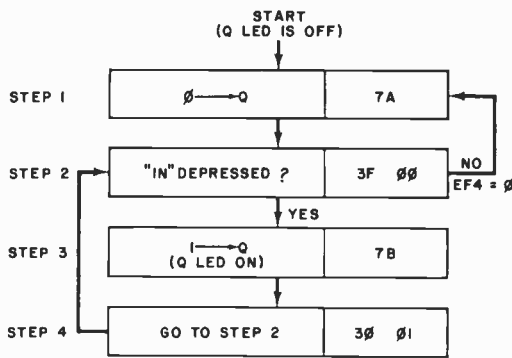 START
(Q LED IS OFF)
STEP 1
Ø → Q
7A
STEP 2
"IN" DEPRESSED ?
3F ØØ
NO
EF4 = Ø
YES
STEP 3
1 → Q
(Q LED ON)
7B
STEP 4
GO TO STEP 2
3Ø Ø1